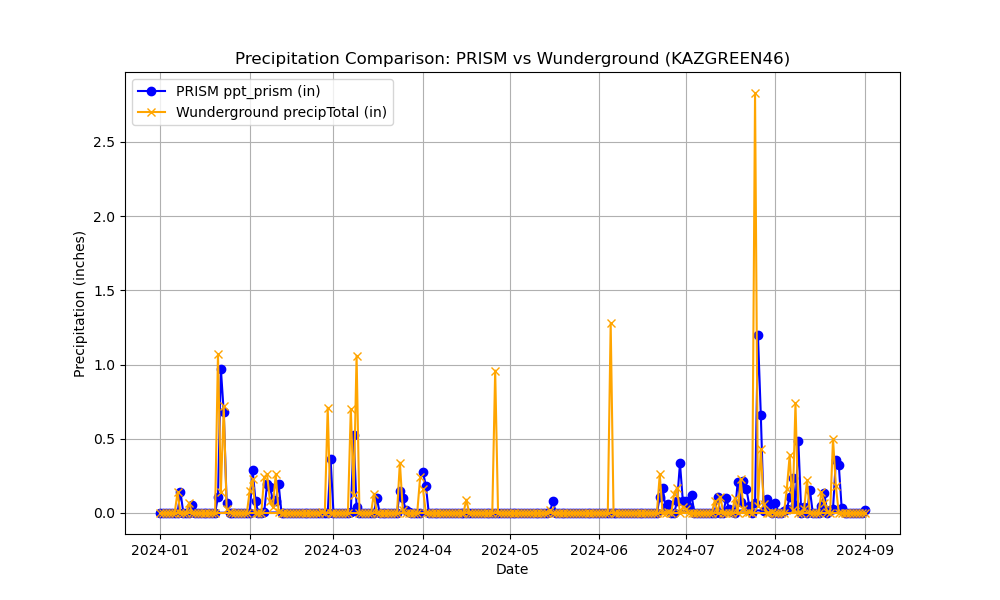 Precipitation Comparison: PRISM vs Wunderground (KAZGREEN46)
PRISM ppt_prism (in)
Wunderground precipTotal (in)
Precipitation (inches)
2.5
2.0
1.5
1.0
0.5
0.0
2024-01 2024-02 2024-03 2024-04 2024-05 2024-06 2024-07 2024-08 2024-09
Date